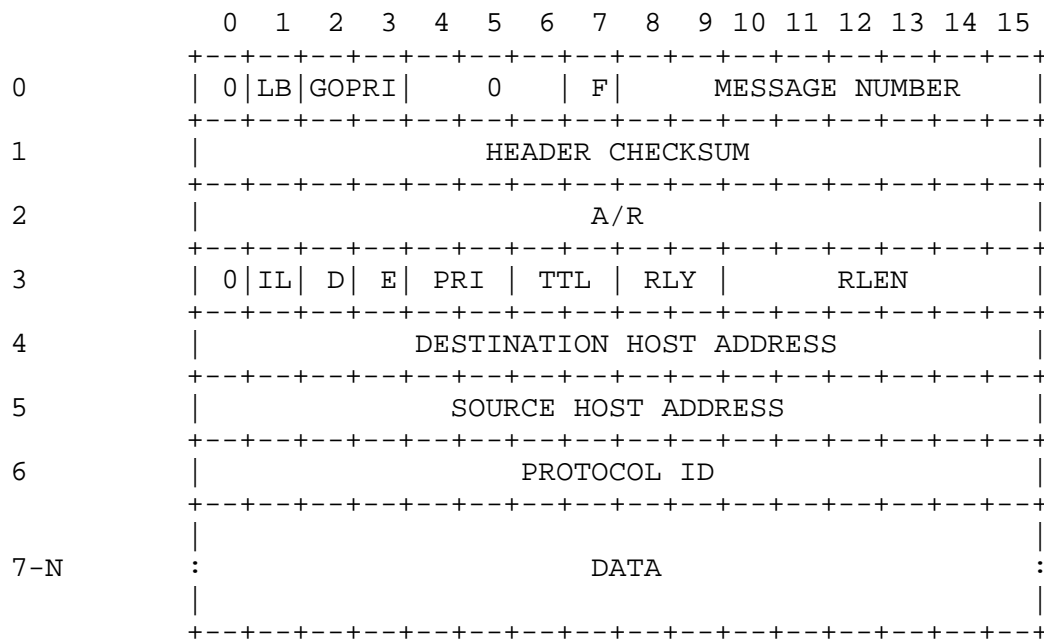 0  1  2  3  4  5  6  7  8  9 10 11 12 13 14 15
              +--+--+--+--+--+--+--+--+--+--+--+--+--+--+--+--+
0             | 0|LB|GOPRI|    0   | F|     MESSAGE NUMBER    |
              +--+--+--+--+--+--+--+--+--+--+--+--+--+--+--+--+
1             |                HEADER CHECKSUM                |
              +--+--+--+--+--+--+--+--+--+--+--+--+--+--+--+--+
2             |                      A/R                      |
              +--+--+--+--+--+--+--+--+--+--+--+--+--+--+--+--+
3             | 0|IL| D| E| PRI | TTL | RLY |      RLEN       |
              +--+--+--+--+--+--+--+--+--+--+--+--+--+--+--+--+
4             |            DESTINATION HOST ADDRESS           |
              +--+--+--+--+--+--+--+--+--+--+--+--+--+--+--+--+
5             |              SOURCE HOST ADDRESS              |
              +--+--+--+--+--+--+--+--+--+--+--+--+--+--+--+--+
6             |                  PROTOCOL ID                  |
              +--+--+--+--+--+--+--+--+--+--+--+--+--+--+--+--+
              |                                               |
7-N           :                      DATA                     :
              |                                               |
              +--+--+--+--+--+--+--+--+--+--+--+--+--+--+--+--+